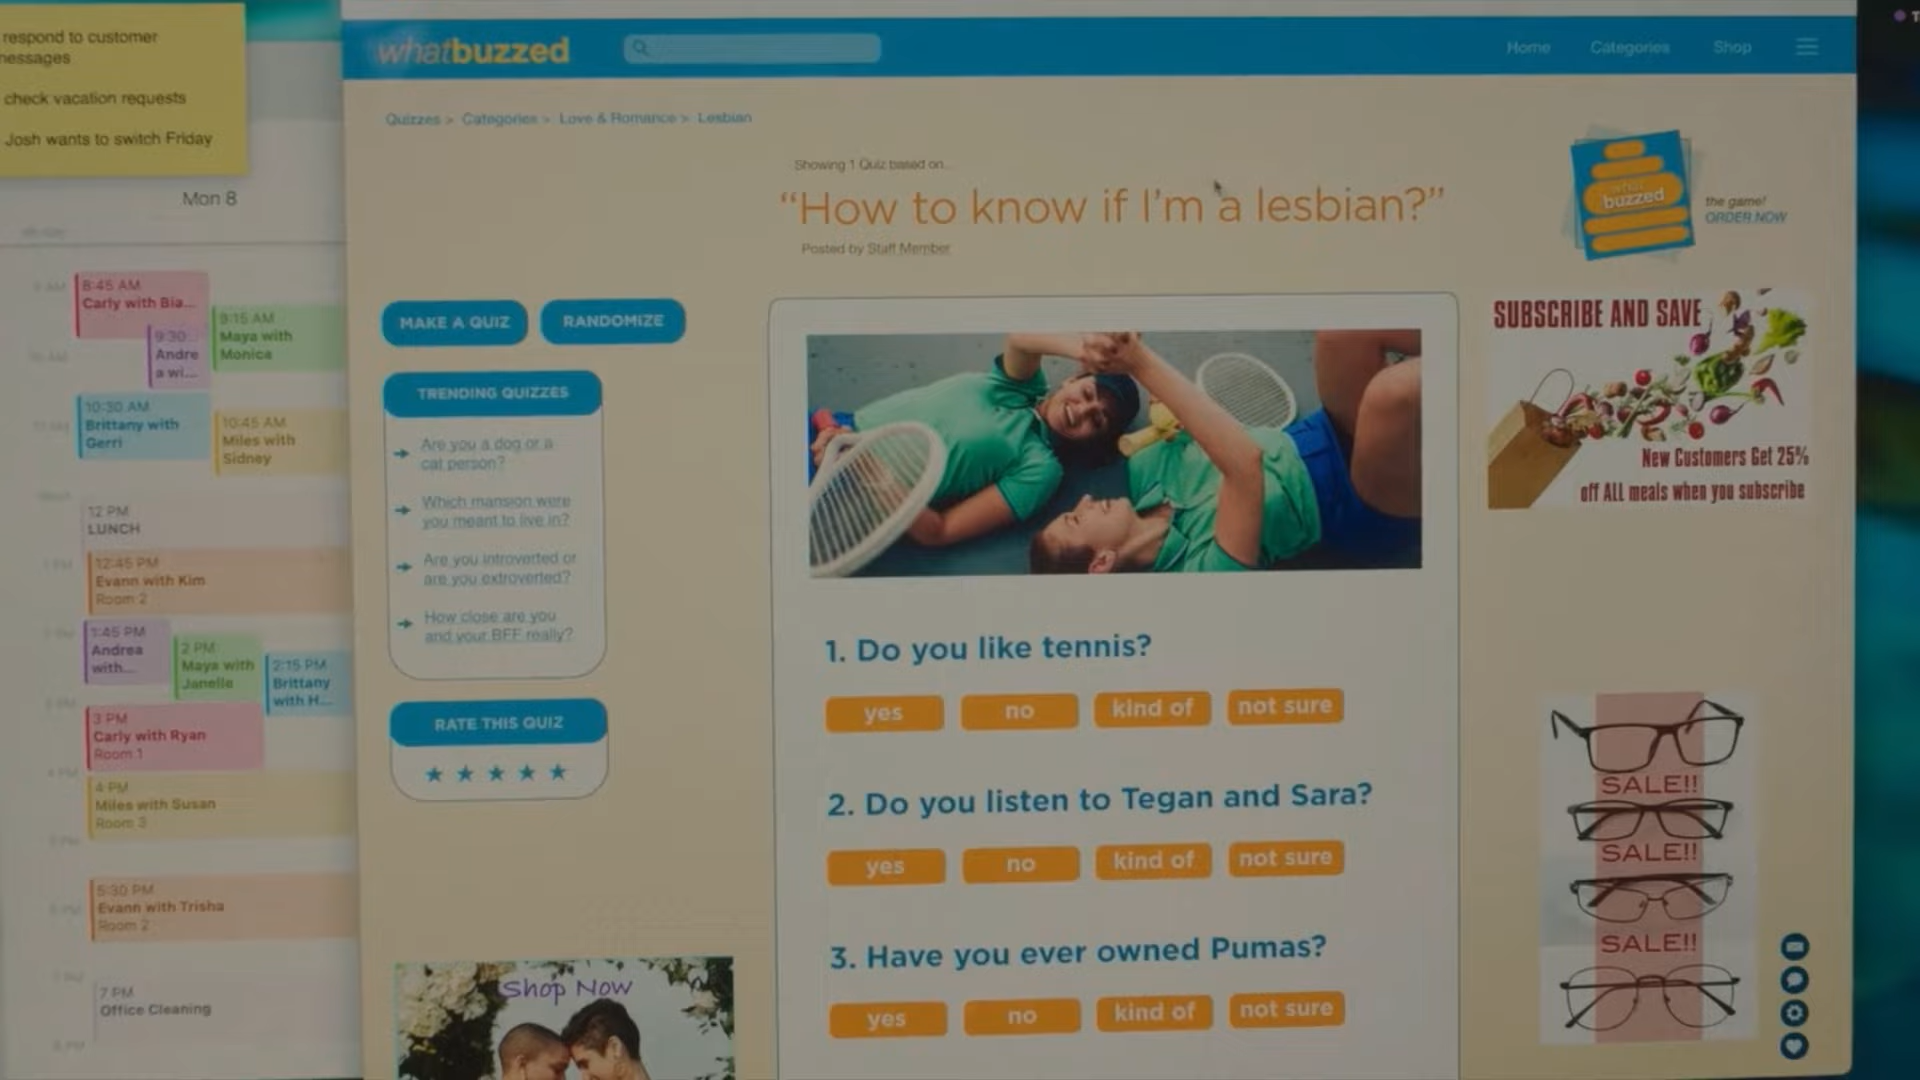 respond to customer
messages
check vacation requests
Josh wants to switch Friday
Mon 8
8:45 AM
Carly with Bia...
9:15 AM
Maya with
Monica
9:30
Andre
a wi...
10:30 AM
Brittany with
Gerri
10:45 AM
Miles with
Sidney
12 PM
LUNCH
12:45 PM
Evann with Kim
Room 2
1:45 PM
Andrea
with...
2 PM
Maya with
Janelle
2:15 PM
Brittany
with H...
3 PM
Carly with Ryan
Room 1
4 PM
Miles with Susan
Room 3
5:30 PM
Evann with Trisha
Room 2
7 PM
Office Cleaning
whatbuzzed
Home Categories Shop
Quizzes > Categories > Love & Romance > Lesbian
Showing 1 Quiz based on...
“How to know if I’m a lesbian?”
Posted by Staff Member
what
buzzed
the game!
ORDER NOW
MAKE A QUIZ
RANDOMIZE
TRENDING QUIZZES
Are you a dog or a
cat person?
Which mansion were
you meant to live in?
Are you introverted or
are you extroverted?
How close are you
and your BFF really?
RATE THIS QUIZ
Shop Now
1. Do you like tennis?
yes no kind of not sure
2. Do you listen to Tegan and Sara?
yes no kind of not sure
3. Have you ever owned Pumas?
yes no kind of not sure
SUBSCRIBE AND SAVE
New Customers Get 25%
off ALL meals when you subscribe
SALE!!
SALE!!
SALE!!